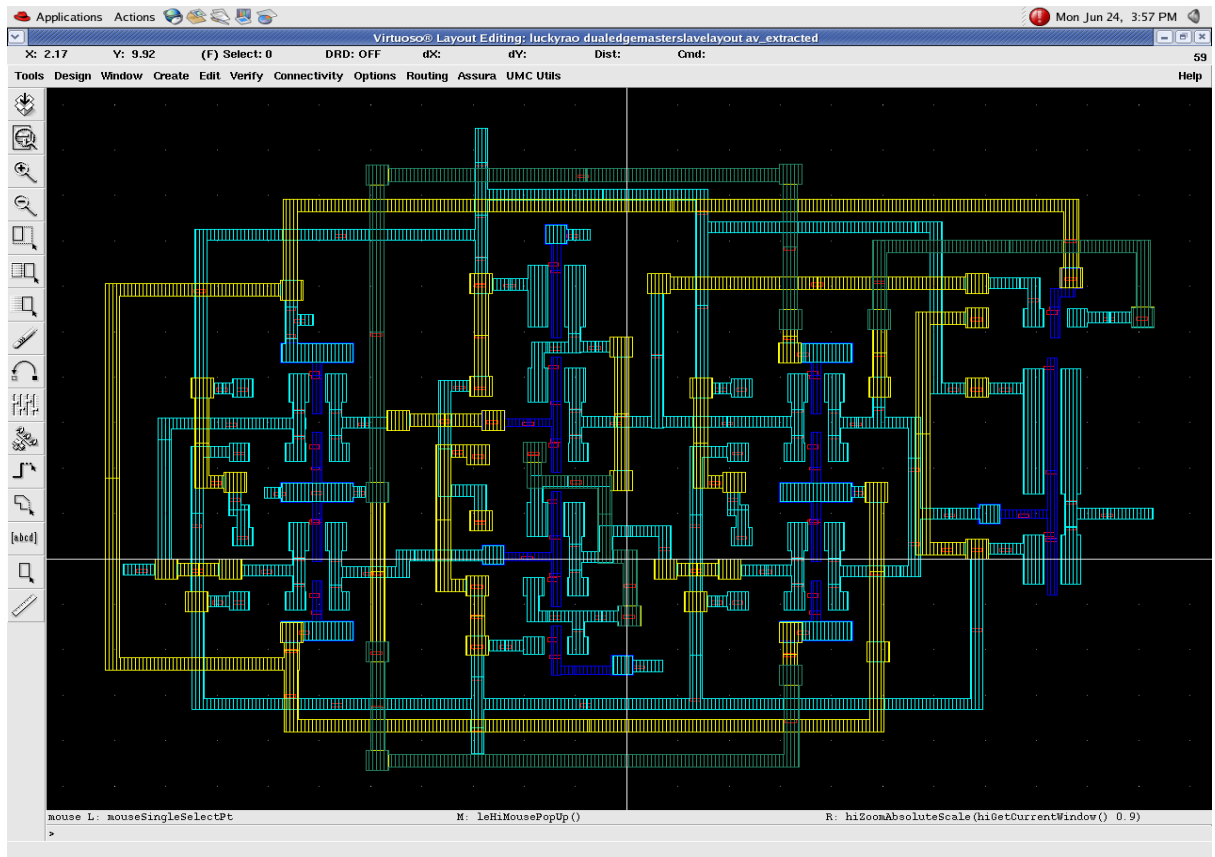 Applications Actions Mon Jun 24, 3:57 PM
Virtuoso® Layout Editing: luckyrao dualedgemasterslavelayout av_extracted
X: 2.17 Y: 9.92 (F) Select: 0 DRD: OFF dX: dY: Dist: Cmd: 59
Tools Design Window Create Edit Verify Connectivity Options Routing Assura UMC Utils Help
[abcd]
mouse L: mouseSingleSelectPt M: leHiMousePopUp() R: hiZoomAbsoluteScale(hiGetCurrentWindow() 0.9)
>